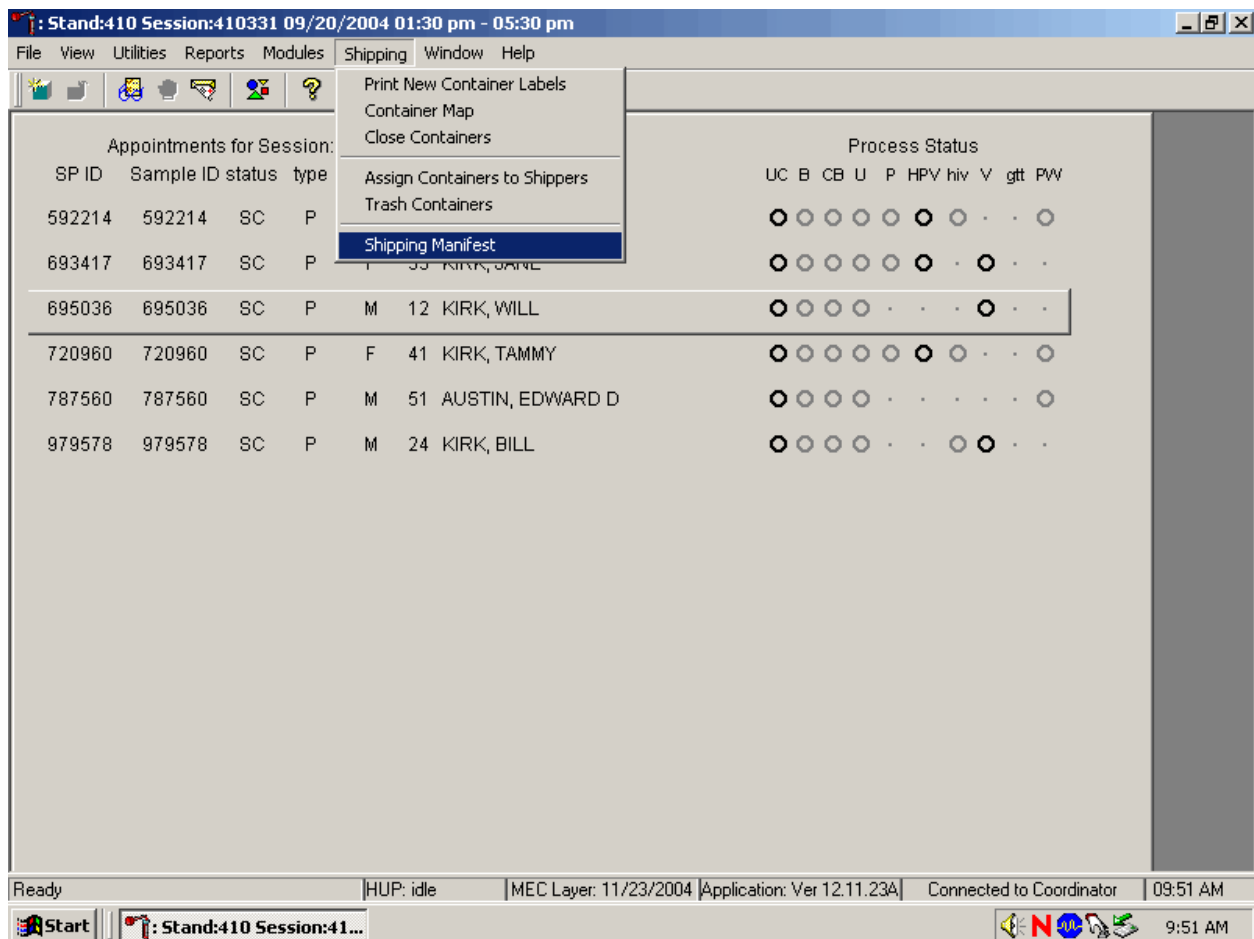 : Stand:410 Session:410331 09/20/2004 01:30 pm - 05:30 pm
File View Utilities Reports Modules Shipping Window Help
Print New Container Labels
Container Map
Close Containers
Assign Containers to Shippers
Trash Containers
Shipping Manifest
Appointments for Session: Process Status
SP ID Sample ID status type UC B CB U P HPV hiv V gtt PW
592214 592214 SC P
693417 693417 SC P KIRK, JANE
695036 695036 SC P M 12 KIRK, WILL
720960 720960 SC P F 41 KIRK, TAMMY
787560 787560 SC P M 51 AUSTIN, EDWARD D
979578 979578 SC P M 24 KIRK, BILL
Ready HUP: idle MEC Layer: 11/23/2004 Application: Ver 12.11.23A Connected to Coordinator 09:51 AM
Start : Stand:410 Session:41... N 9:51 AM